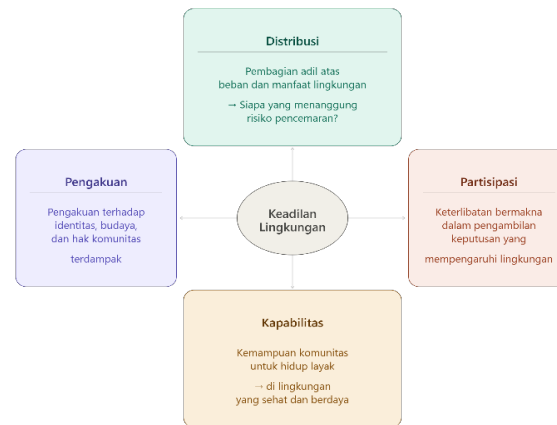 Distribusi
Pembagian adil atas
beban dan manfaat lingkungan
→ Siapa yang menanggung
risiko pencemaran?
Pengakuan
Pengakuan terhadap
identitas, budaya,
dan hak komunitas
terdampak
Keadilan
Lingkungan
Partisipasi
Keterlibatan bermakna
dalam pengambilan
keputusan yang
mempengaruhi lingkungan
Kapabilitas
Kemampuan komunitas
untuk hidup layak
→ di lingkungan
yang sehat dan berdaya